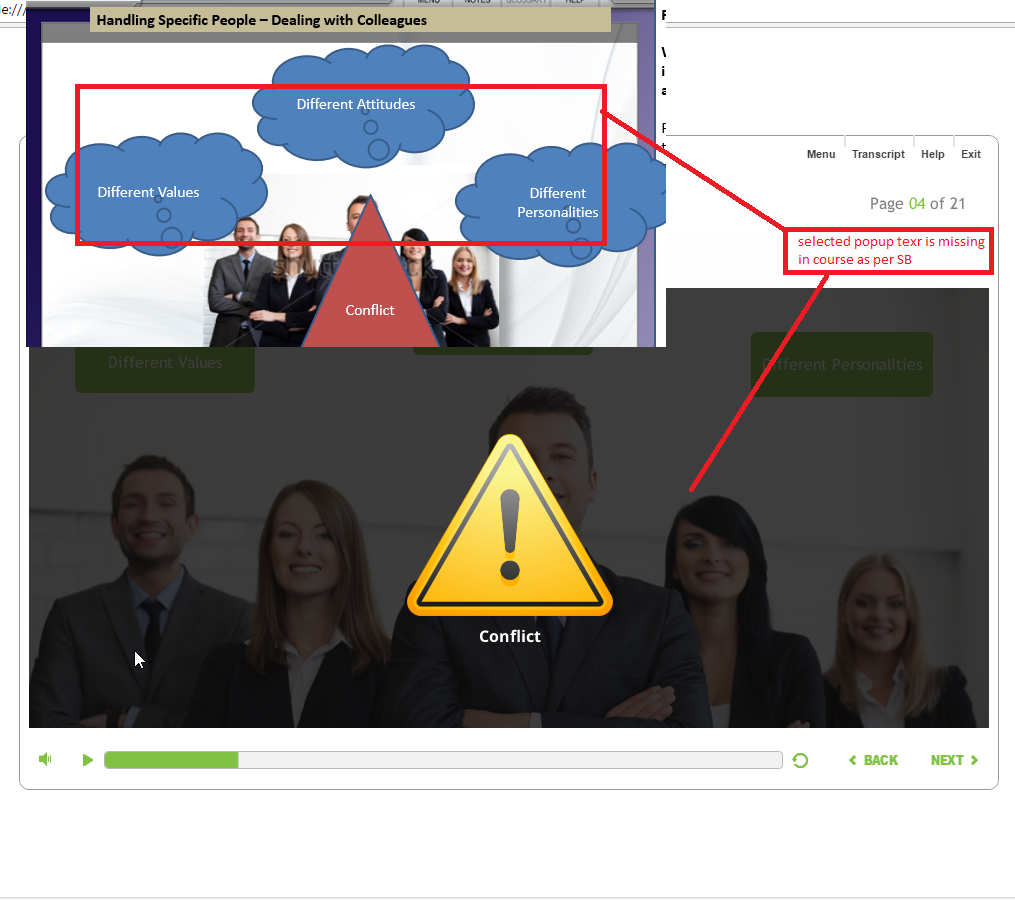 le:///
MENU NOTES GLOSSARY HELP
Handling Specific People – Dealing with Colleagues
Different Attitudes
Different Values
Different
Personalities
Conflict
Menu Transcript Help Exit
Page 04 of 21
selected popup texr is missing
in course as per SB
Different Values
Different Personalities
Conflict
BACK NEXT